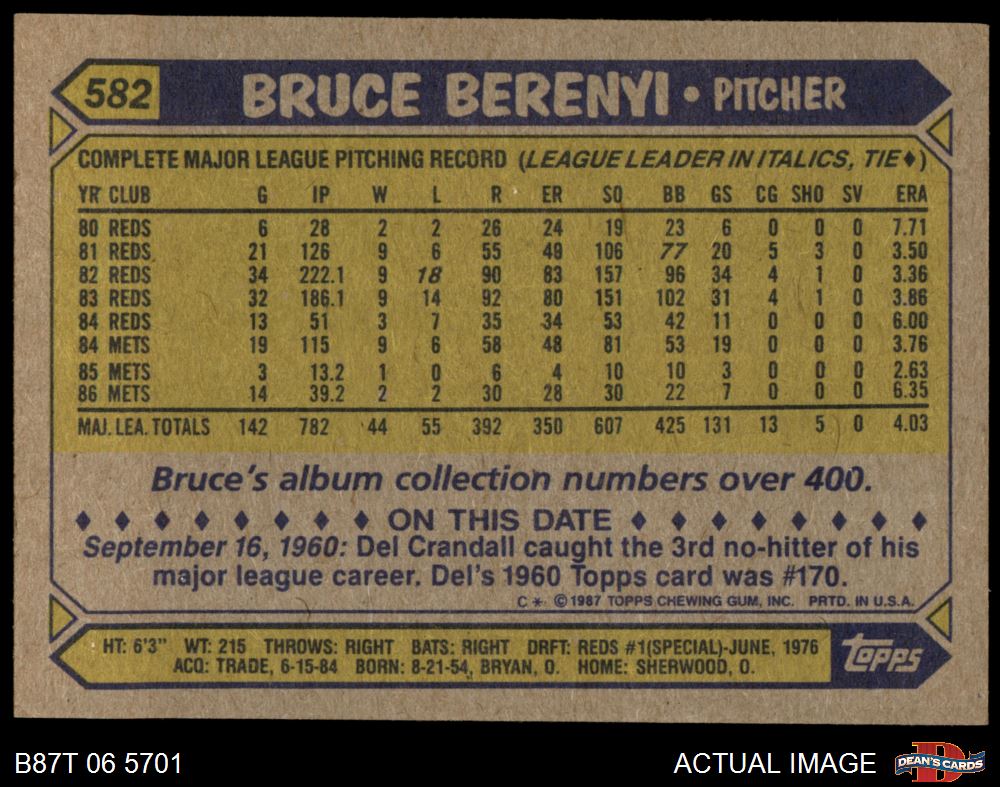 582 BRUCE BERENYI • PITCHER
COMPLETE MAJOR LEAGUE PITCHING RECORD (LEAGUE LEADER IN ITALICS, TIE♦)
YR CLUB G IP W L R ER SO BB GS CG SHO SV ERA
80 REDS 6 28 2 2 26 24 19 23 6 0 0 0 7.71
81 REDS 21 126 9 6 55 49 106 77 20 5 3 0 3.50
82 REDS 34 222.1 9 18 90 83 157 96 34 4 1 0 3.36
83 REDS 32 186.1 9 14 92 80 151 102 31 4 1 0 3.86
84 REDS 13 51 3 7 35 34 53 42 11 0 0 0 6.00
84 METS 19 115 9 6 58 48 81 53 19 0 0 0 3.76
85 METS 3 13.2 1 0 6 4 10 10 3 0 0 0 2.63
86 METS 14 39.2 2 2 30 28 30 22 7 0 0 0 6.35
MAJ. LEA. TOTALS 142 782 44 55 392 350 607 425 131 13 5 0 4.03
Bruce's album collection numbers over 400.
♦ ♦ ♦ ♦ ♦ ♦ ♦ ♦ ON THIS DATE ♦ ♦ ♦ ♦ ♦ ♦ ♦ ♦
September 16, 1960: Del Crandall caught the 3rd no-hitter of his
major league career. Del's 1960 Topps card was #170.
C * © 1987 TOPPS CHEWING GUM, INC. PRTD. IN U.S.A.
HT: 6'3" WT: 215 THROWS: RIGHT BATS: RIGHT DRFT: REDS #1(SPECIAL)-JUNE, 1976
ACQ: TRADE, 6-15-84 BORN: 8-21-54, BRYAN, O. HOME: SHERWOOD, O.
Topps
B87T 06 5701 ACTUAL IMAGE DEAN'S CARDS